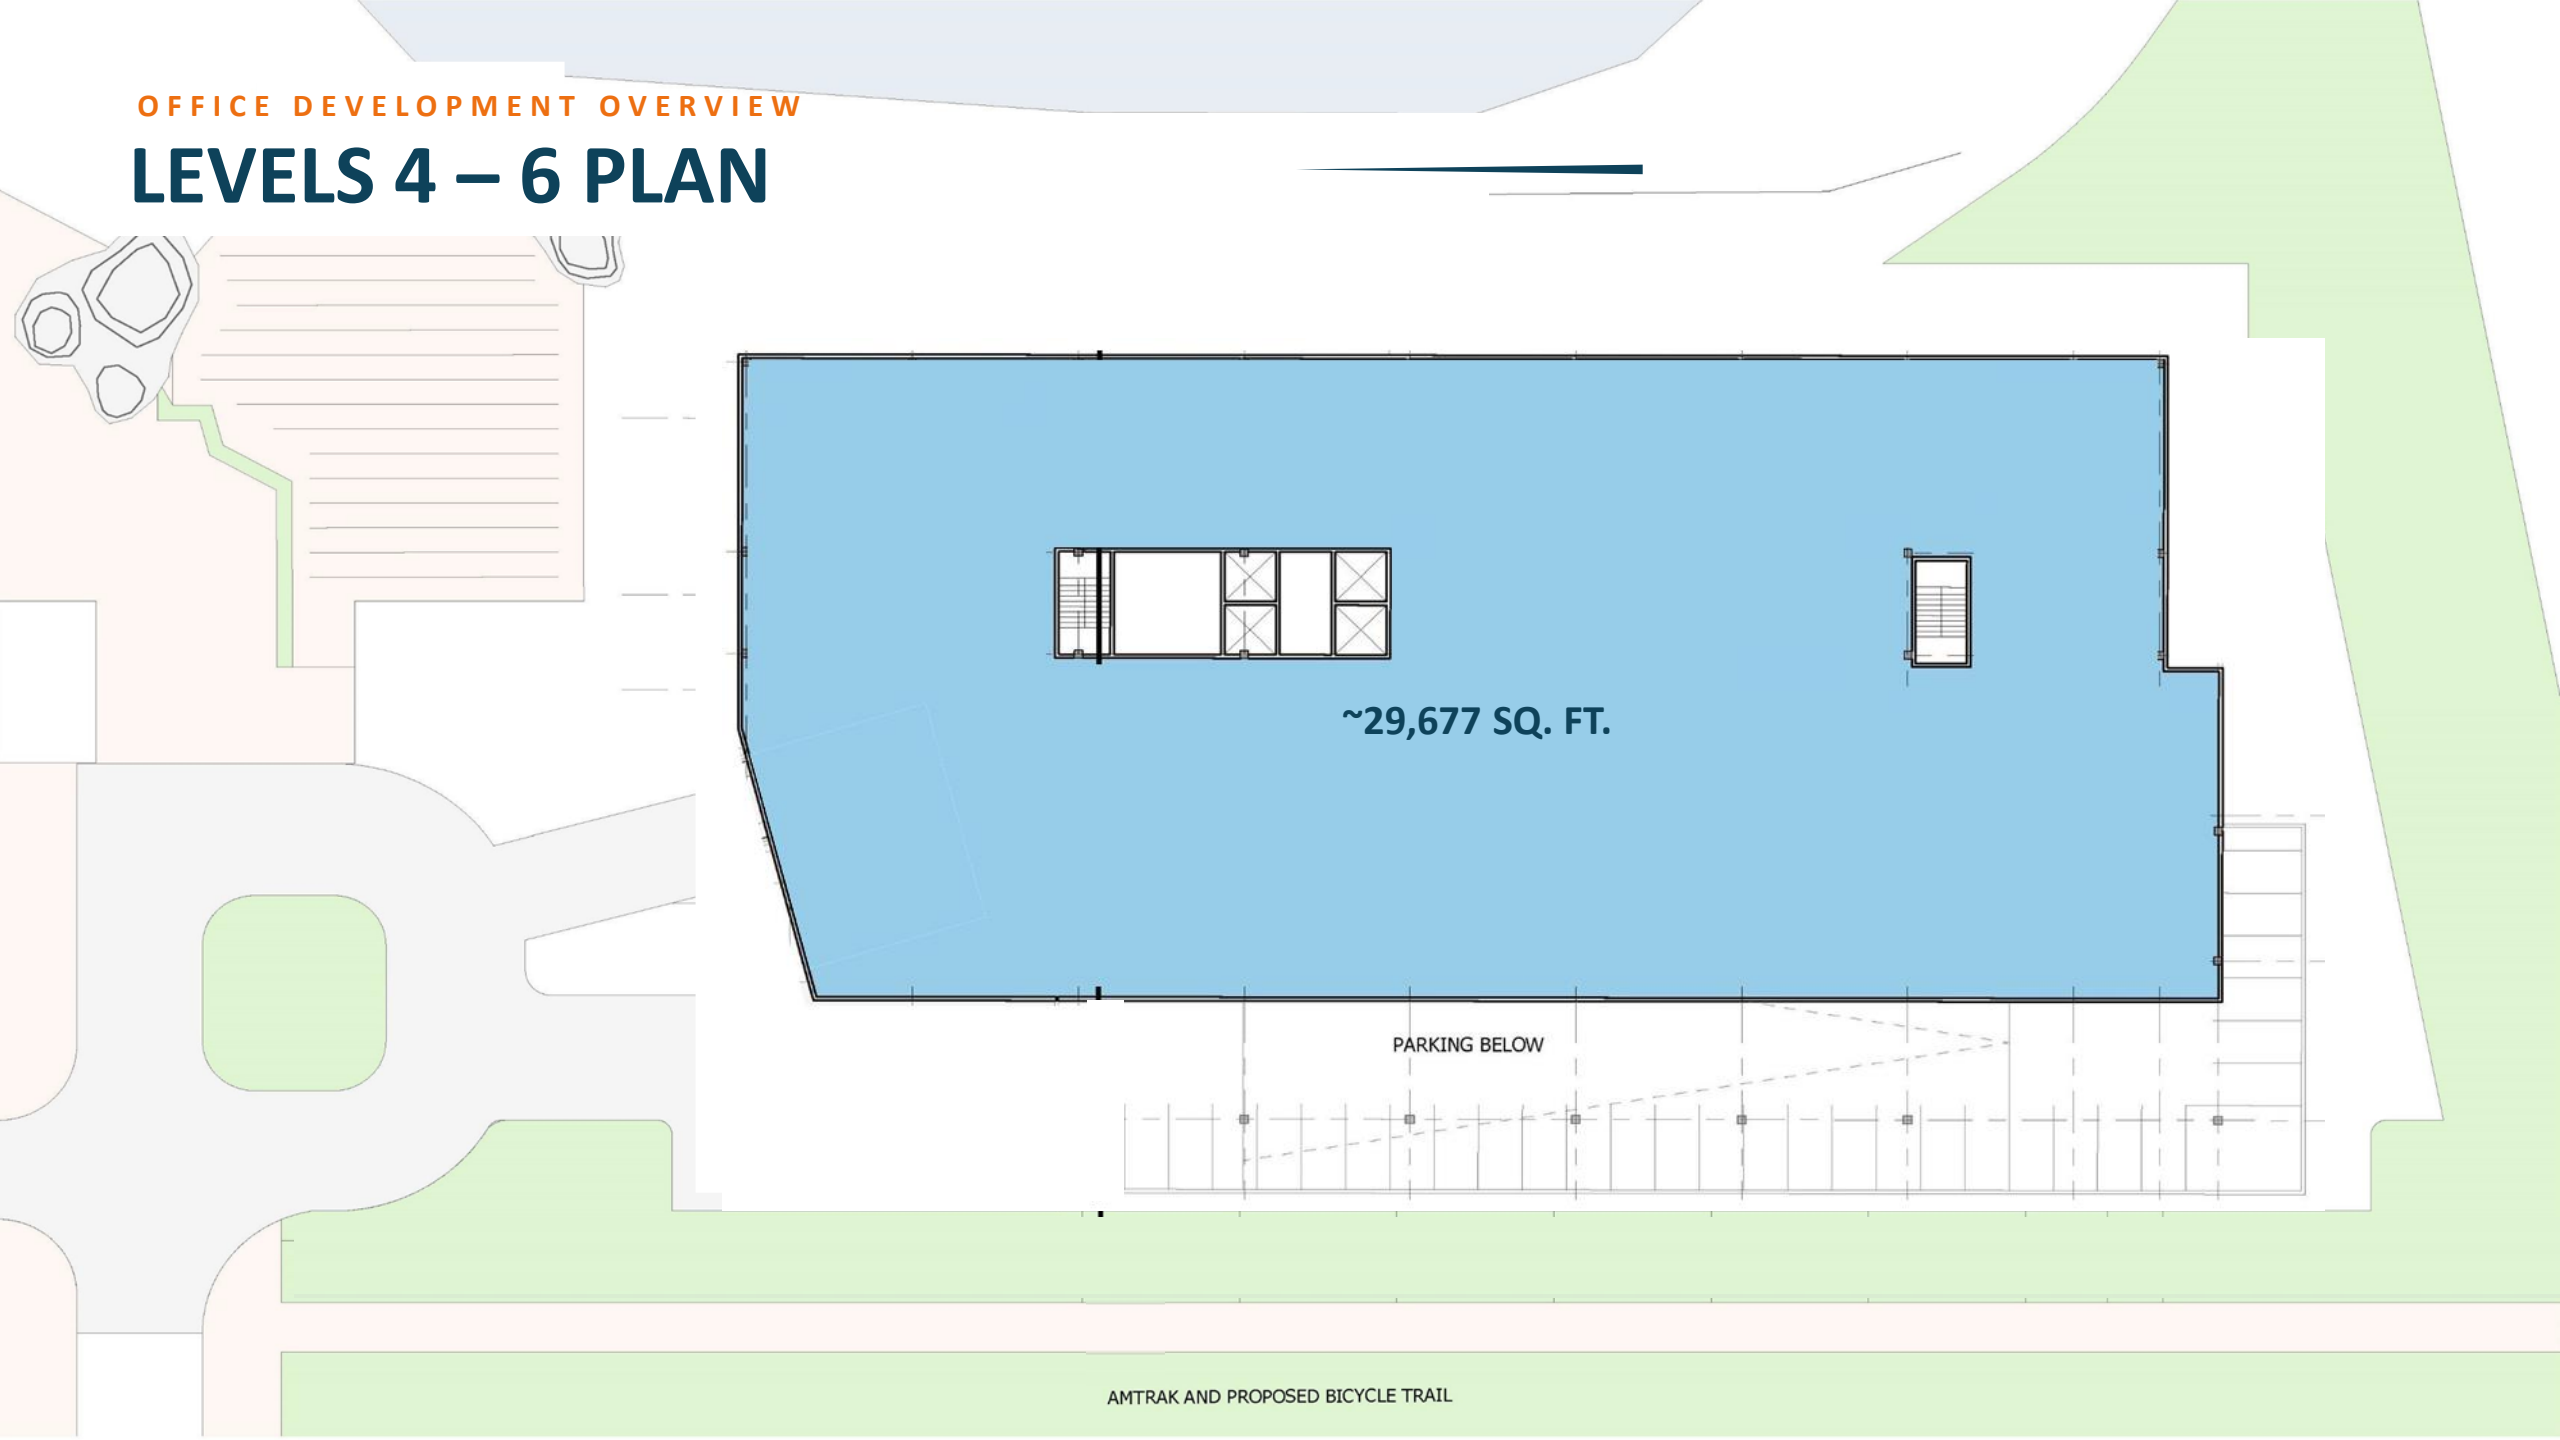 OFFICE DEVELOPMENT OVERVIEW
LEVELS 4 – 6 PLAN
~29,677 SQ. FT.
PARKING BELOW
AMTRAK AND PROPOSED BICYCLE TRAIL